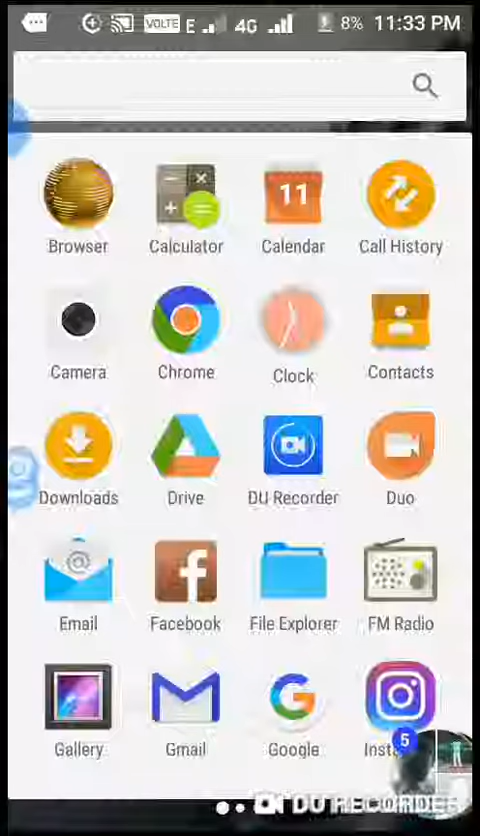 VOLTE E 4G 8% 11:33 PM
Browser Calculator Calendar Call History
11
Camera Chrome Clock Contacts
Downloads Drive DU Recorder Duo
Email Facebook File Explorer FM Radio
Gallery Gmail Google Insta
5
DU RECORDER